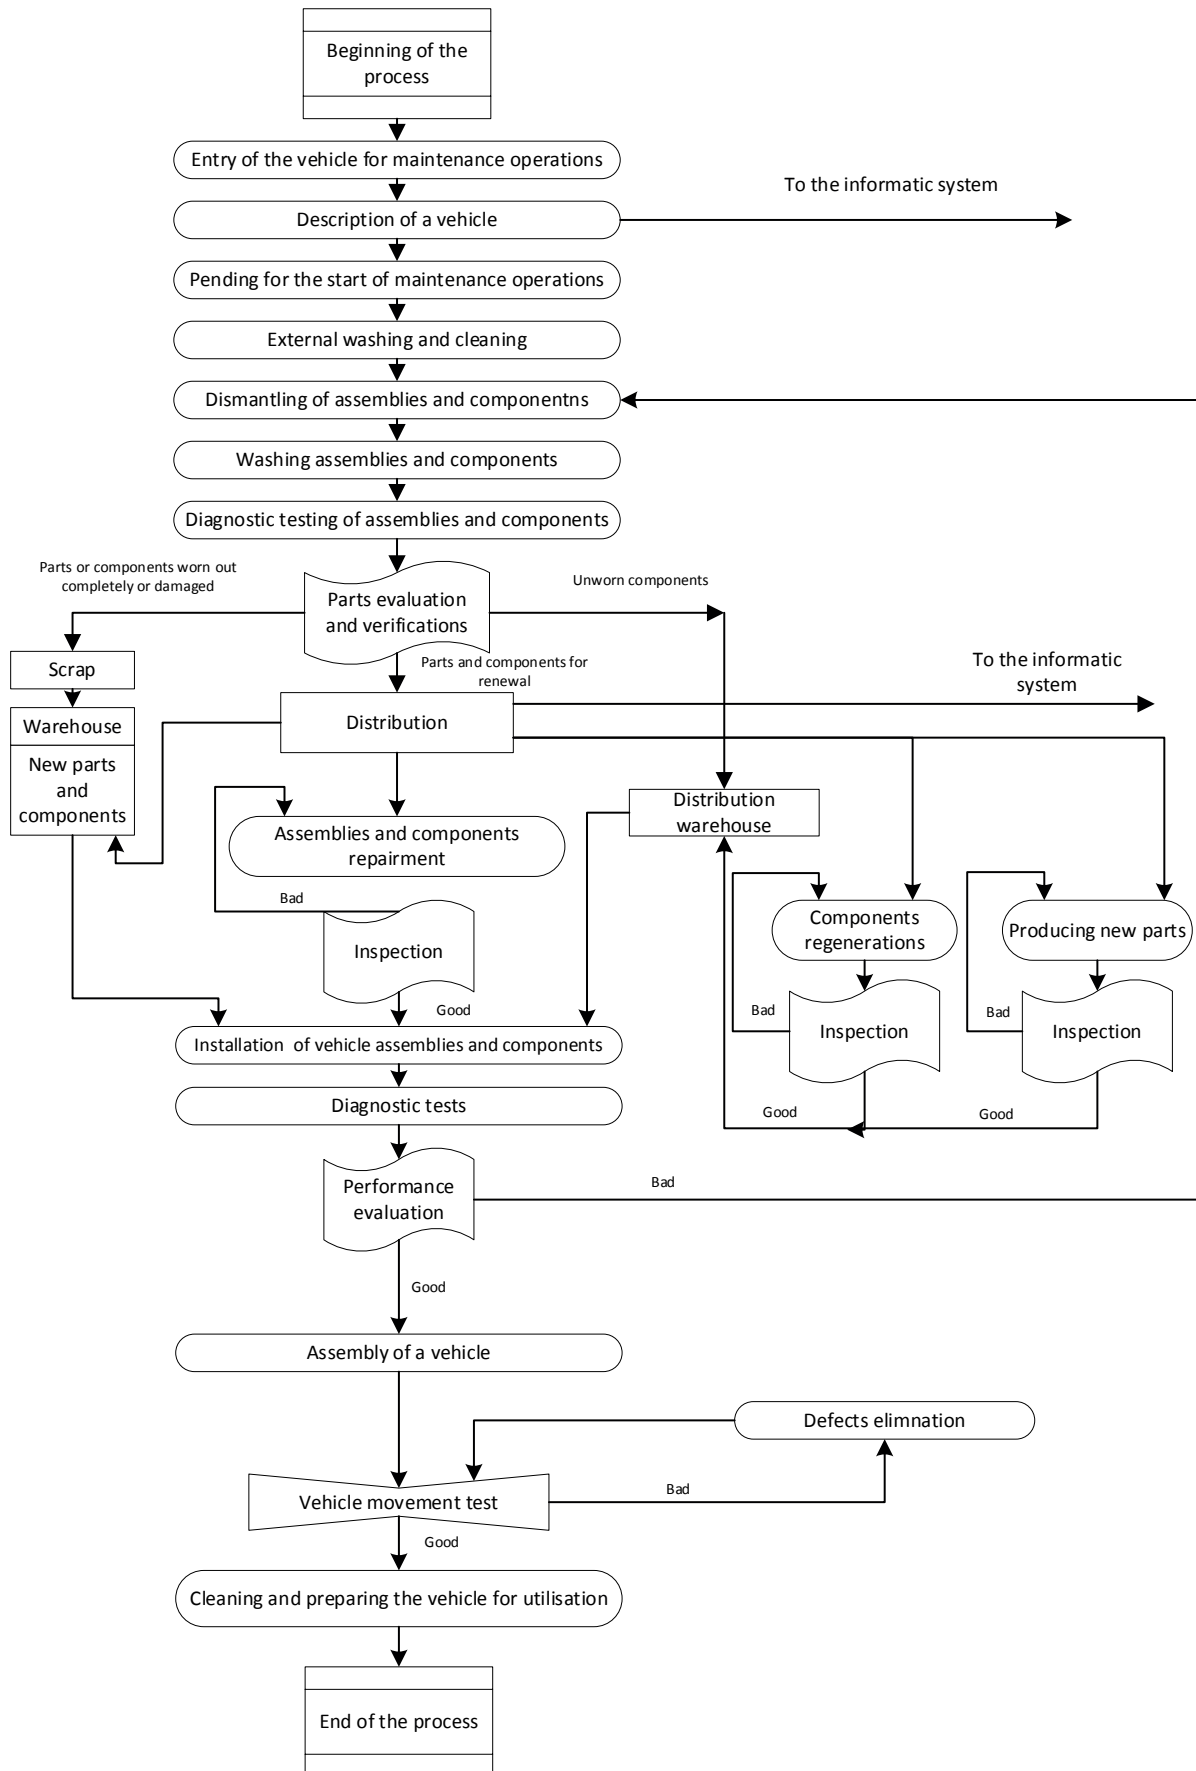 Beginning of the
process
Entry of the vehicle for maintenance operations
To the informatic system
Description of a vehicle
Pending for the start of maintenance operations
External washing and cleaning
Dismantling of assemblies and componentns
Washing assemblies and components
Diagnostic testing of assemblies and components
Parts or components worn out
completely or damaged
Unworn components
Parts evaluation
and verifications
Scrap
Parts and components for
renewal
To the informatic
system
Warehouse
New parts
and
components
Distribution
Distribution
warehouse
Assemblies and components
repairment
Bad
Inspection
Good
Components
regenerations
Producing new parts
Bad
Inspection
Bad
Inspection
Good
Good
Installation  of vehicle assemblies and components
Diagnostic tests
Performance
evaluation
Bad
Good
Assembly of a vehicle
Defects elimnation
Vehicle movement test
Bad
Good
Cleaning and preparing the vehicle for utilisation
End of the process